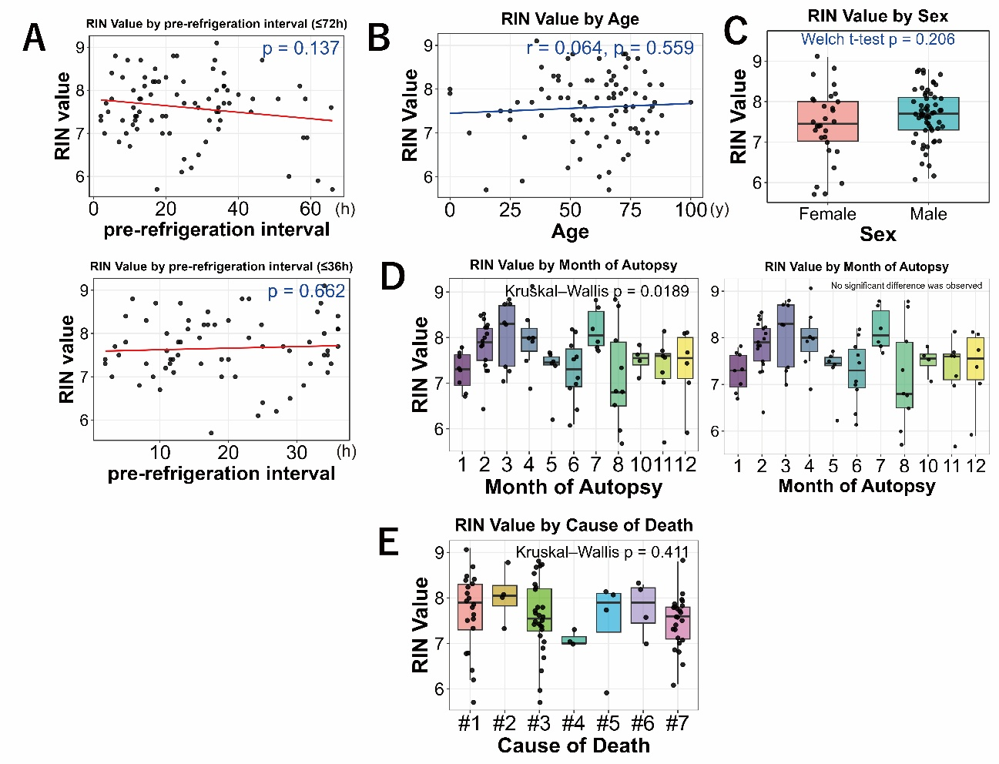 A
RIN Value by pre-refrigeration interval (≤72h)
p = 0.137
RIN value
9
8
7
6
0 20 40 60 (h)
pre-refrigeration interval
B
RIN Value by Age
r = 0.064, p = 0.559
RIN Value
9
8
7
6
0 25 50 75 100 (y)
Age
C
RIN Value by Sex
Welch t-test p = 0.206
RIN Value
9
8
7
6
Female Male
Sex
RIN Value by pre-refrigeration interval (≤36h)
p = 0.662
RIN value
9
8
7
6
10 20 30 (h)
pre-refrigeration interval
D
RIN Value by Month of Autopsy
Kruskal–Wallis p = 0.0189
RIN Value
9
8
7
6
1 2 3 4 5 6 7 8 10 11 12
Month of Autopsy
RIN Value by Month of Autopsy
No significant difference was observed
9
8
7
6
1 2 3 4 5 6 7 8 10 11 12
Month of Autopsy
E
RIN Value by Cause of Death
Kruskal–Wallis p = 0.411
RIN Value
9
8
7
6
#1 #2 #3 #4 #5 #6 #7
Cause of Death